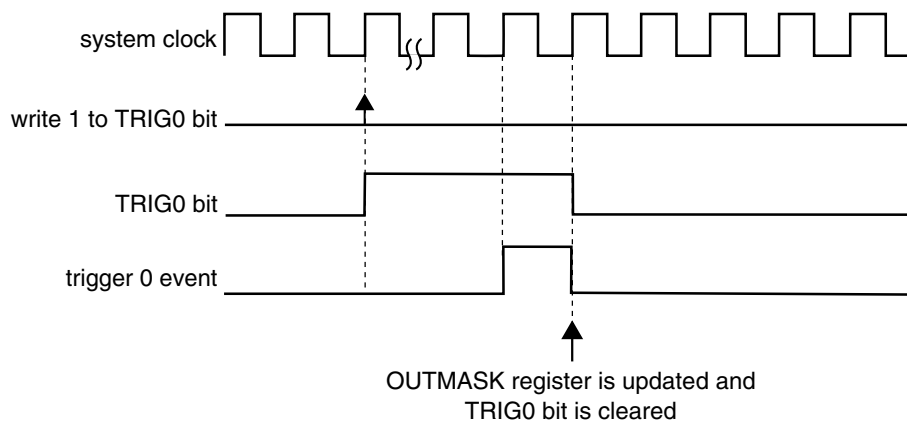 system clock
write 1 to TRIG0 bit
TRIG0 bit
trigger 0 event
OUTMASK register is updated and
TRIG0 bit is cleared